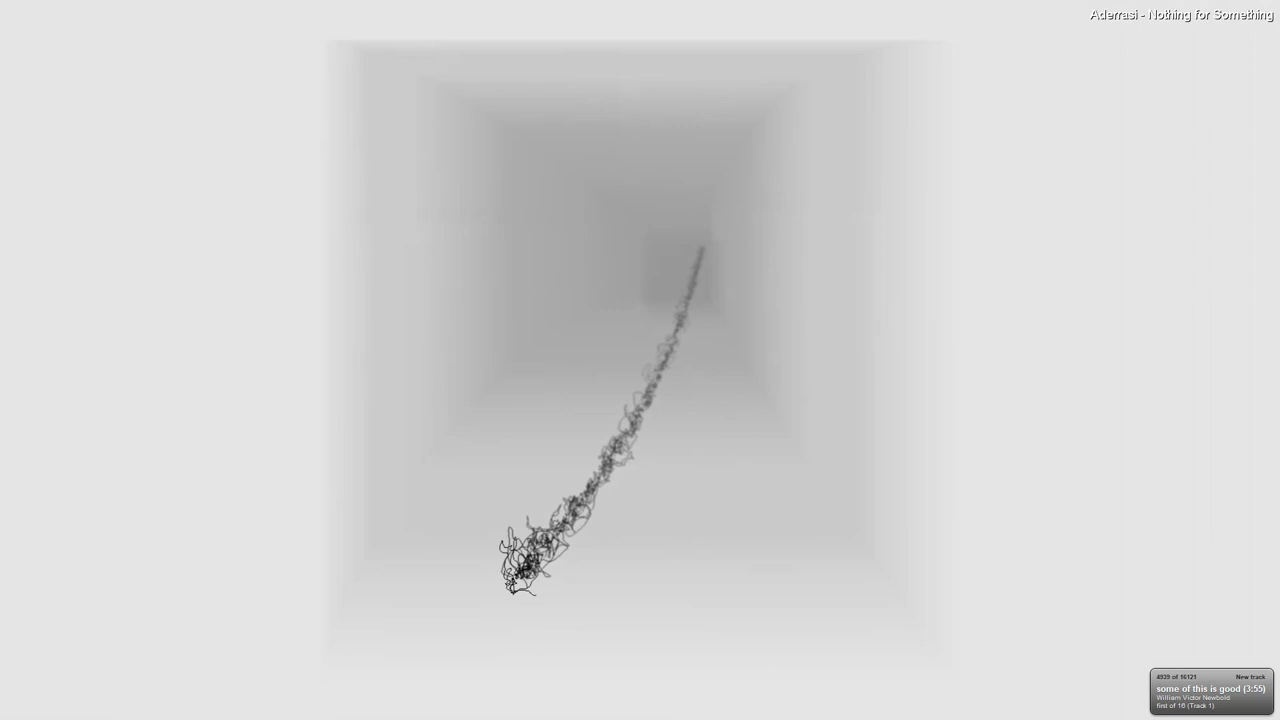 Aderrasi - Nothing for Something
4939 of 16121 New track
some of this is good (3:55)
William Victor Newbold
first of 16 (Track 1)